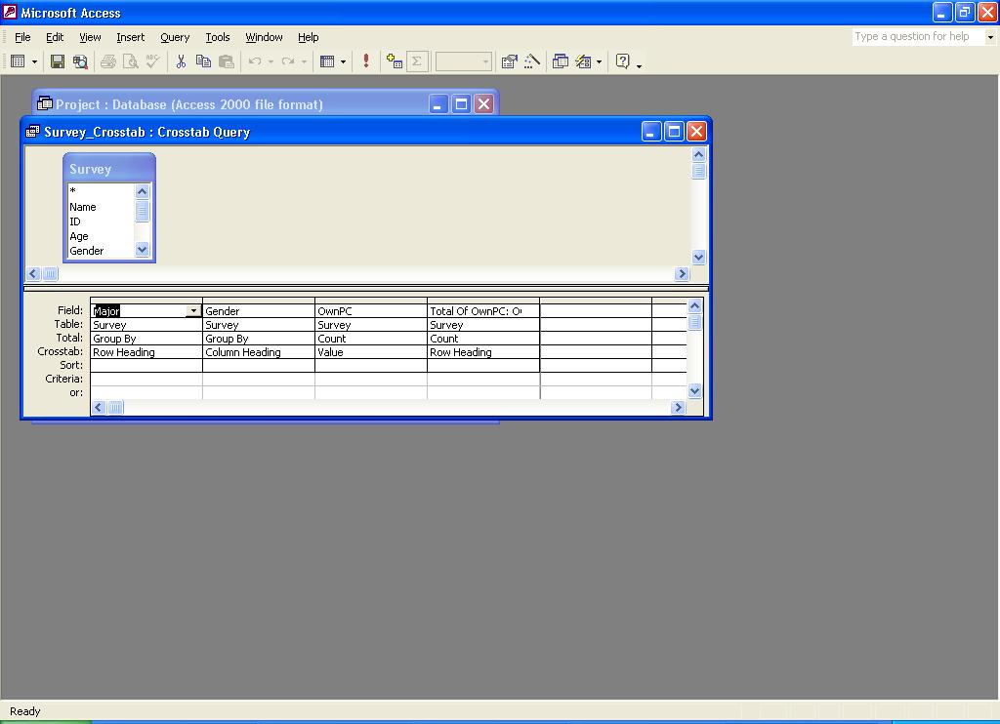 Microsoft Access
File Edit View Insert Query Tools Window Help
Type a question for help
ABC
Σ
Project : Database (Access 2000 file format)
Survey_Crosstab : Crosstab Query
Survey
*
Name
ID
Age
Gender
Field: Major Gender OwnPC Total Of OwnPC:
Table: Survey Survey Survey Survey
Total: Group By Group By Count Count
Crosstab: Row Heading Column Heading Value Row Heading
Sort:
Criteria:
or:
Ready